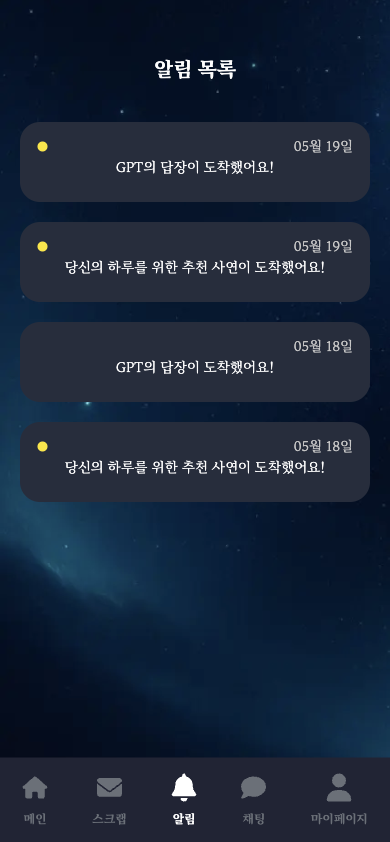 알림 목록
05월 19일
GPT의 답장이 도착했어요!
05월 19일
당신의 하루를 위한 추천 사연이 도착했어요!
05월 18일
GPT의 답장이 도착했어요!
05월 18일
당신의 하루를 위한 추천 사연이 도착했어요!
메인 스크랩 알림 채팅 마이페이지